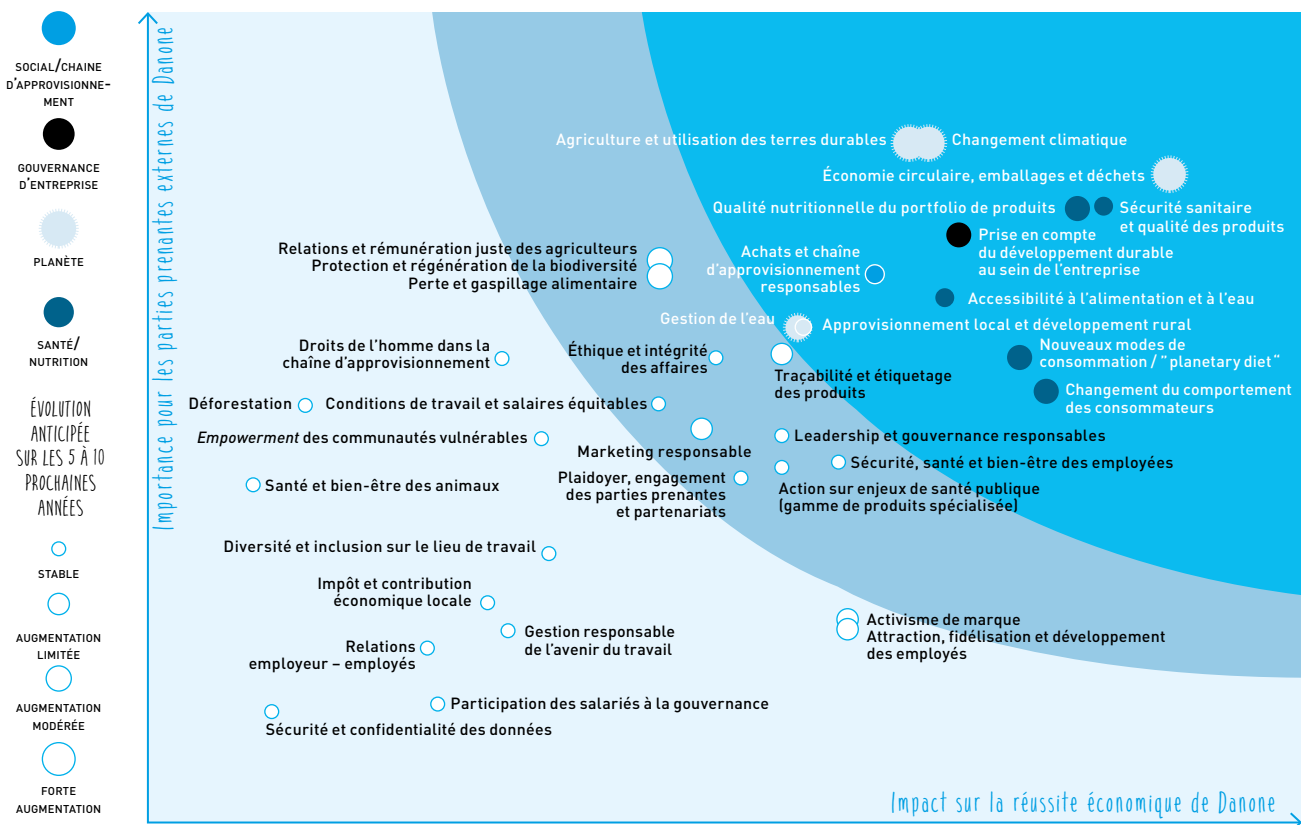 SOCIAL/CHAINE
D'APPROVISIONNE-
MENT
GOUVERNANCE
D'ENTREPRISE
PLANÈTE
SANTÉ/
NUTRITION
ÉVOLUTION
ANTICIPÉE
SUR LES 5 À 10
PROCHAINES
ANNÉES
STABLE
AUGMENTATION
LIMITÉE
AUGMENTATION
MODÉRÉE
FORTE
AUGMENTATION
Importance pour les parties prenantes externes de Danone
Agriculture et utilisation des terres durables
Changement climatique
Économie circulaire, emballages et déchets
Qualité nutritionnelle du portfolio de produits
Sécurité sanitaire
et qualité des produits
Prise en compte
du développement durable
au sein de l'entreprise
Relations et rémunération juste des agriculteurs
Protection et régénération de la biodiversité
Perte et gaspillage alimentaire
Achats et chaîne
d'approvisionnement
responsables
Accessibilité à l'alimentation et à l'eau
Gestion de l'eau
Approvisionnement local et développement rural
Droits de l'homme dans la
chaîne d'approvisionnement
Éthique et intégrité
des affaires
Traçabilité et étiquetage
des produits
Nouveaux modes de
consommation / "planetary diet"
Changement du comportement
des consommateurs
Déforestation
Conditions de travail et salaires équitables
Empowerment des communautés vulnérables
Marketing responsable
Leadership et gouvernance responsables
Sécurité, santé et bien-être des employées
Santé et bien-être des animaux
Plaidoyer, engagement
des parties prenantes
et partenariats
Action sur enjeux de santé publique
(gamme de produits spécialisée)
Diversité et inclusion sur le lieu de travail
Impôt et contribution
économique locale
Gestion responsable
de l'avenir du travail
Relations
employeur – employés
Activisme de marque
Attraction, fidélisation et développement
des employés
Participation des salariés à la gouvernance
Sécurité et confidentialité des données
Impact sur la réussite économique de Danone